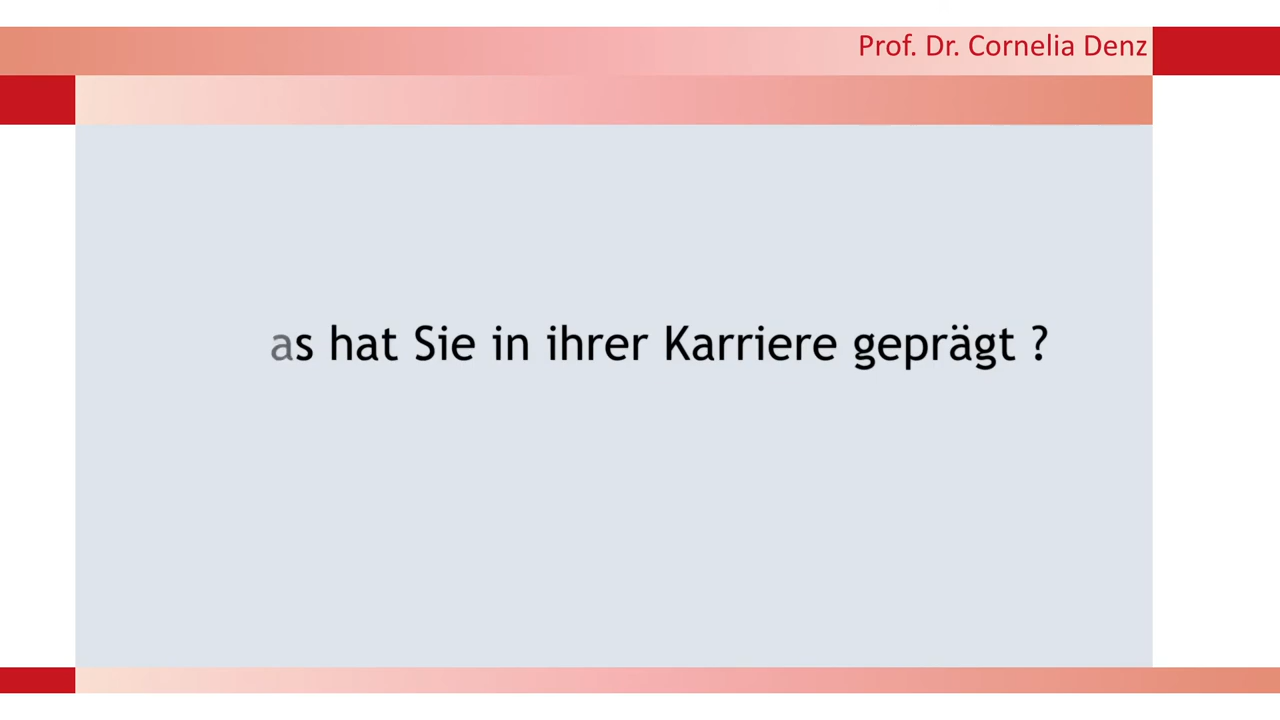 Prof. Dr. Cornelia Denz
as hat Sie in ihrer Karriere geprägt ?